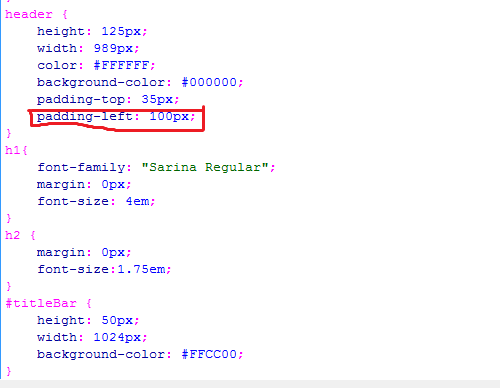 header {
height: 125px;
width: 989px;
color: #FFFFFF;
background-color: #000000;
padding-top: 35px;
padding-left: 100px;
}
h1{
font-family: "Sarina Regular";
margin: 0px;
font-size: 4em;
}
h2 {
margin: 0px;
font-size:1.75em;
}
#titleBar {
height: 50px;
width: 1024px;
background-color: #FFCC00;
}